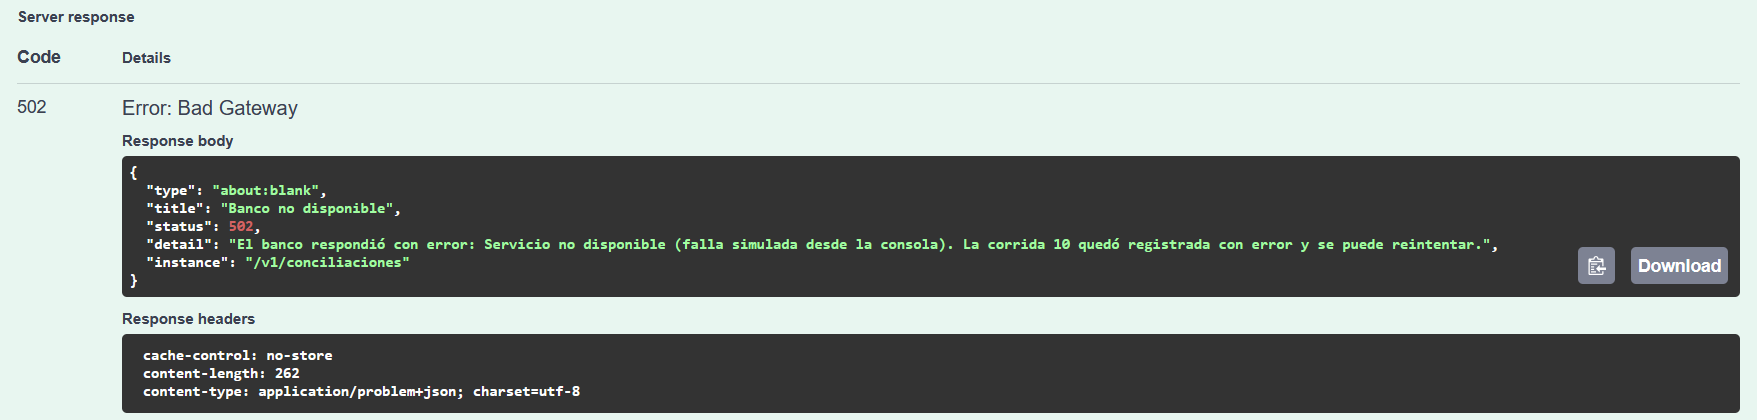 Server response
Code Details
502 Error: Bad Gateway
Response body
{
  "type": "about:blank",
  "title": "Banco no disponible",
  "status": 502,
  "detail": "El banco respondió con error: Servicio no disponible (falla simulada desde la consola). La corrida 10 quedó registrada con error y se puede reintentar.",
  "instance": "/v1/conciliaciones"
}
Download
Response headers
cache-control: no-store
content-length: 262
content-type: application/problem+json; charset=utf-8